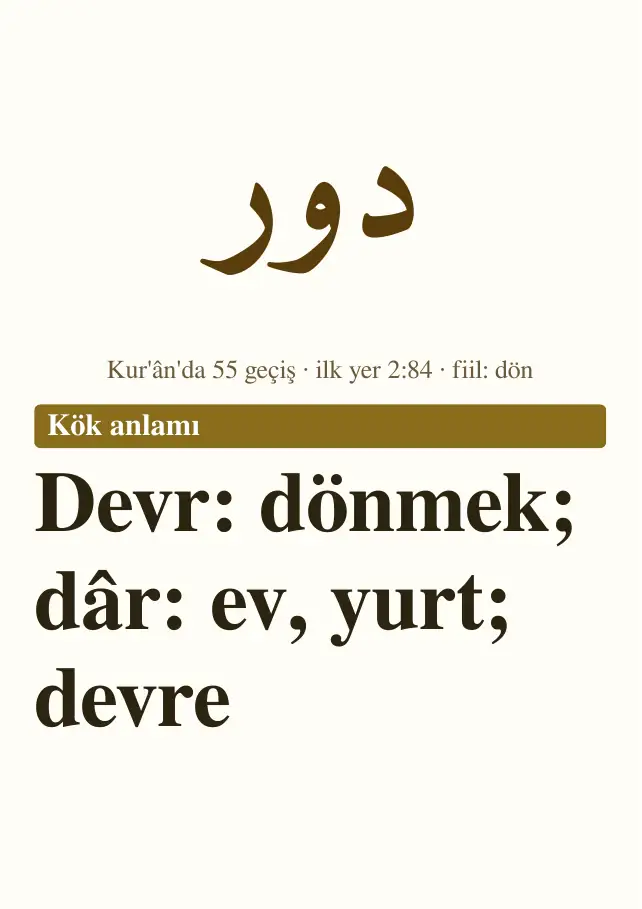 دور
Kur'ân'da 55 geçiş · ilk yer 2:84 · fiil: dön
Kök anlamı
Devr: dönmek;
dâr: ev, yurt;
devre